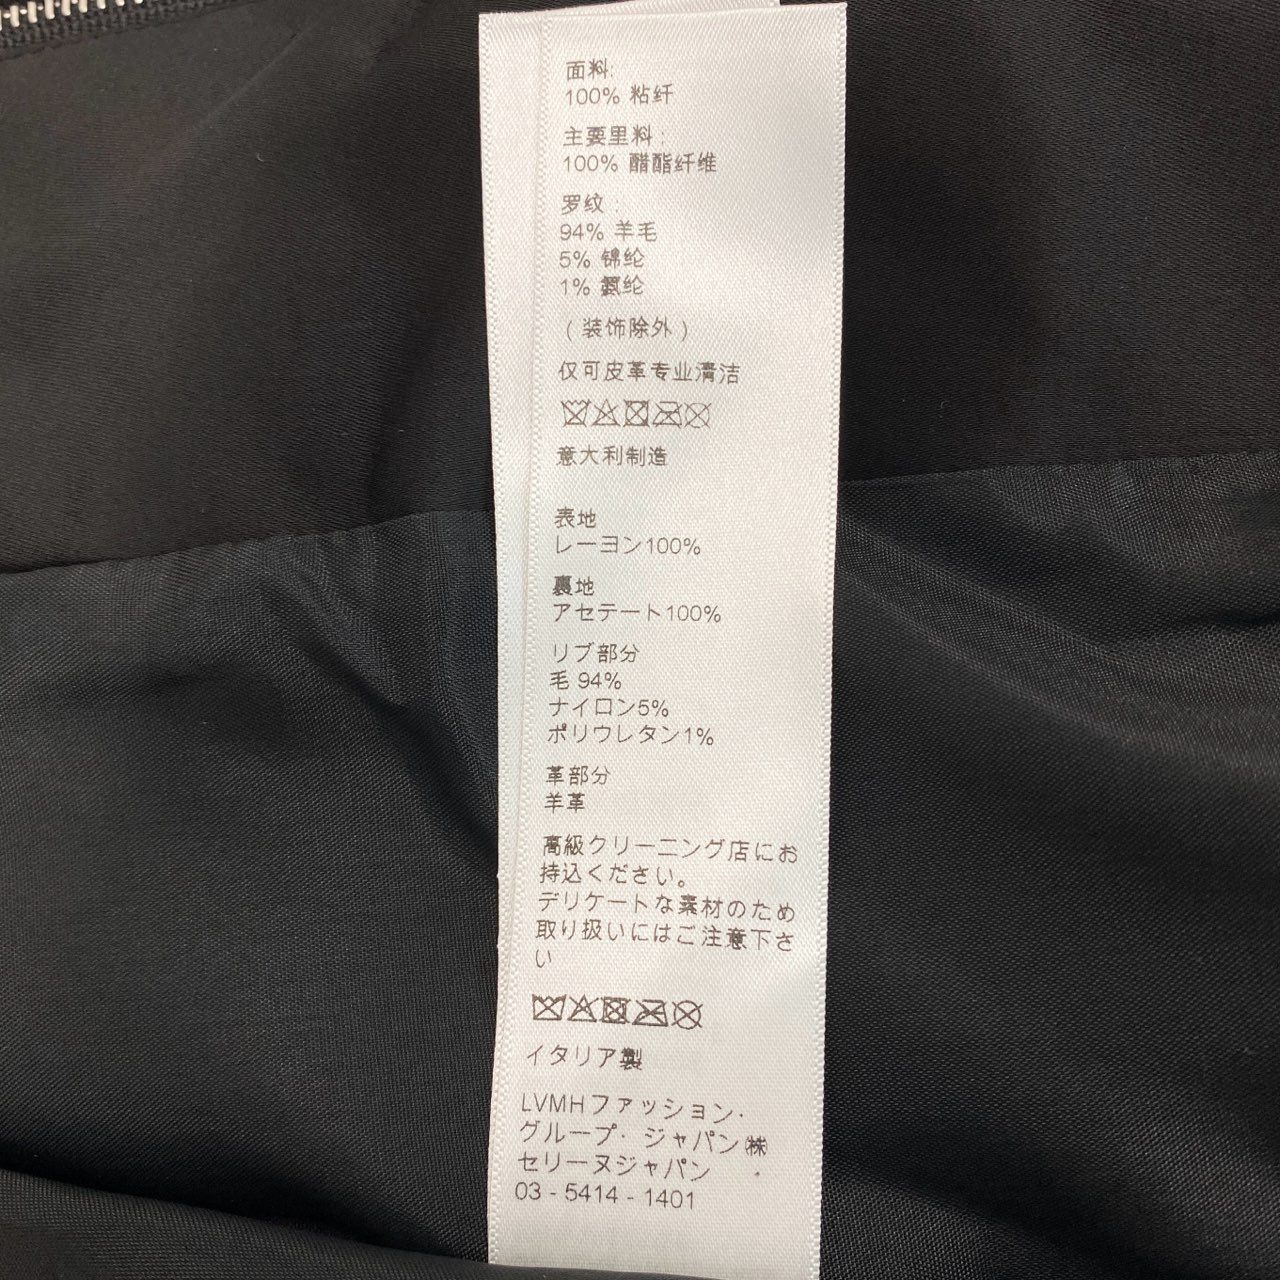 面料:
100% 粘纤
主要里料:
100% 醋酯纤维
罗纹:
94% 羊毛
5% 锦纶
1% 氨纶
(装饰除外)
仅可皮革专业清洁
意大利制造
表地
レーヨン100%
裏地
アセテート100%
リブ部分
毛 94%
ナイロン5%
ポリウレタン1%
革部分
羊革
高級クリーニング店にお
持込ください。
デリケートな素材のため
取り扱いにはご注意下さ
い
イタリア製
LVMHファッション・
グループ・ジャパン㈱
セリーヌジャパン
03 - 5414 - 1401